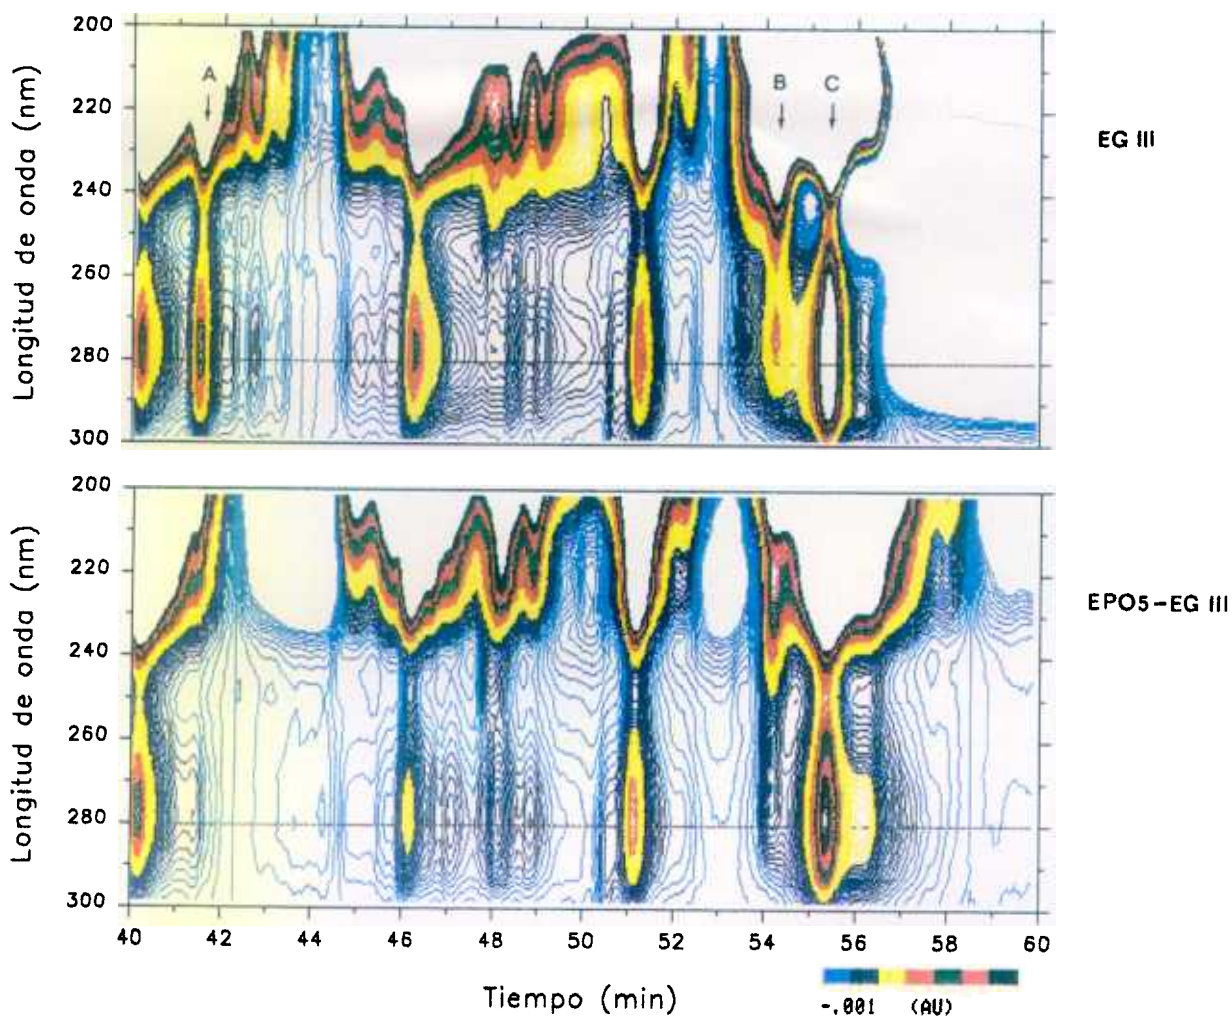 200
220
240
260
280
300
Longitud de onda (nm)
A
B
C
EG III
200
220
240
260
280
300
Longitud de onda (nm)
EPO5-EG III
40 42 44 46 48 50 52 54 56 58 60
Tiempo (min)
-.001 (AU)